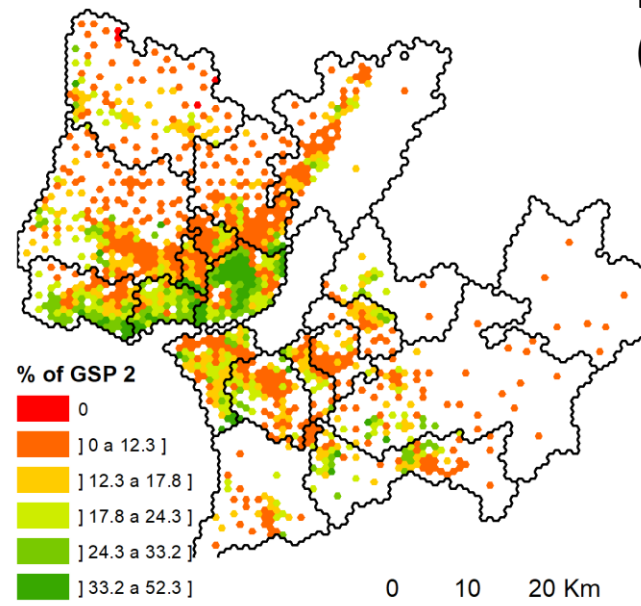 % of GSP 2
0
] 0 a 12.3 ]
] 12.3 a 17.8 ]
] 17.8 a 24.3 ]
] 24.3 a 33.2 ]
] 33.2 a 52.3 ]
0 10 20 Km